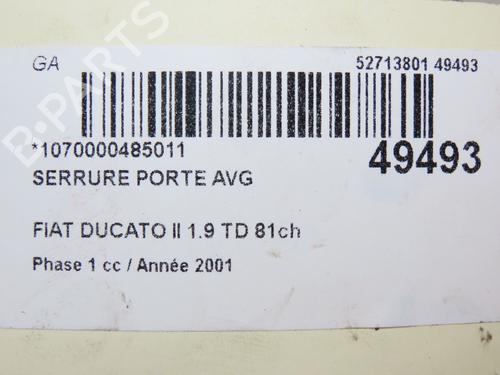 GA
52713801 49493
*1070000485011
49493
SERRURE PORTE AVG
FIAT DUCATO II 1.9 TD 81ch
Phase 1 cc / Année 2001
B-PARTS